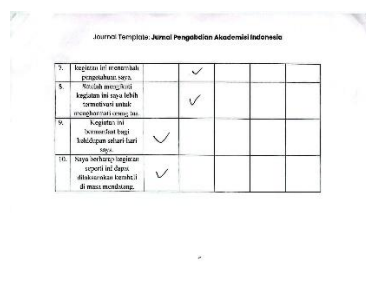 Journal Template: Jurnal Pengabdian Akademisi Indonesia
7. kegiatan ini menambah
pengetahuan saya.
8. Setelah mengikuti
kegiatan ini saya lebih
termotivasi untuk
menghormati orang tua
9. Kegiatan ini
bermanfaat bagi
kehidupan sehari-hari
saya.
10. Saya berharap kegiatan
seperti ini dapat
dilaksanakan kembali
di masa mendatang.